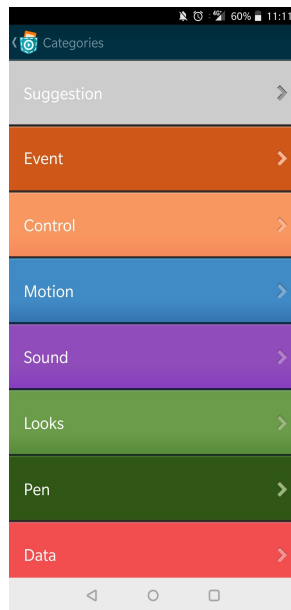 60% 11:11
Categories
Suggestion
Event
Control
Motion
Sound
Looks
Pen
Data